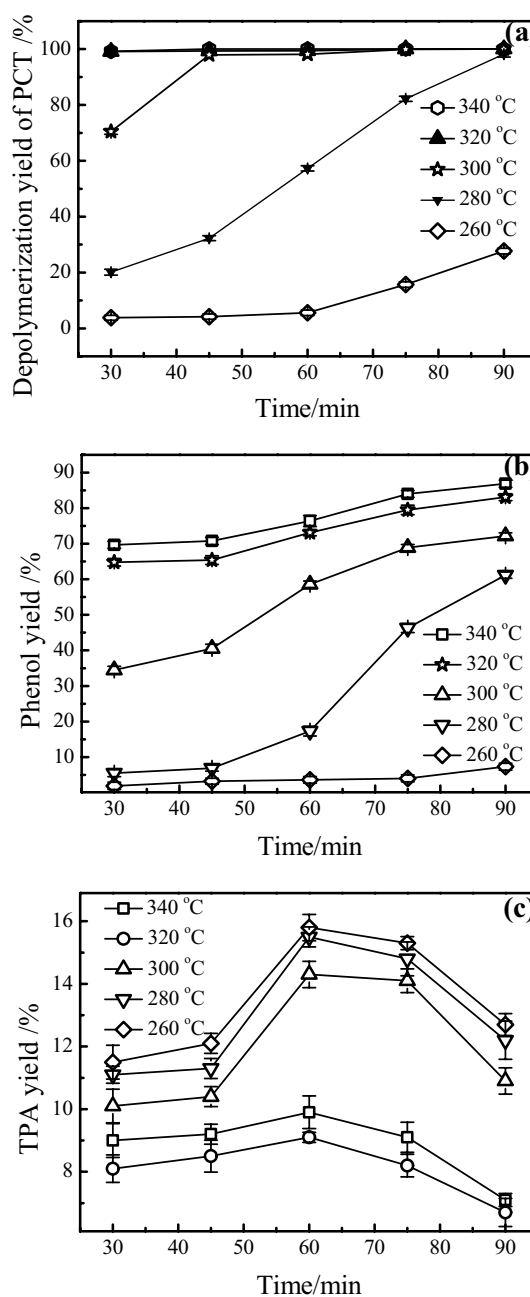 (a)
Depolymerization yield of PCT /%
100
80
60
40
20
0
340 °C
320 °C
300 °C
280 °C
260 °C
30 40 50 60 70 80 90
Time/min
(b)
Phenol yield /%
90
80
70
60
50
40
30
20
10
340 °C
320 °C
300 °C
280 °C
260 °C
30 40 50 60 70 80 90
Time/min
(c)
TPA yield /%
16
14
12
10
8
340 °C
320 °C
300 °C
280 °C
260 °C
30 40 50 60 70 80 90
Time/min